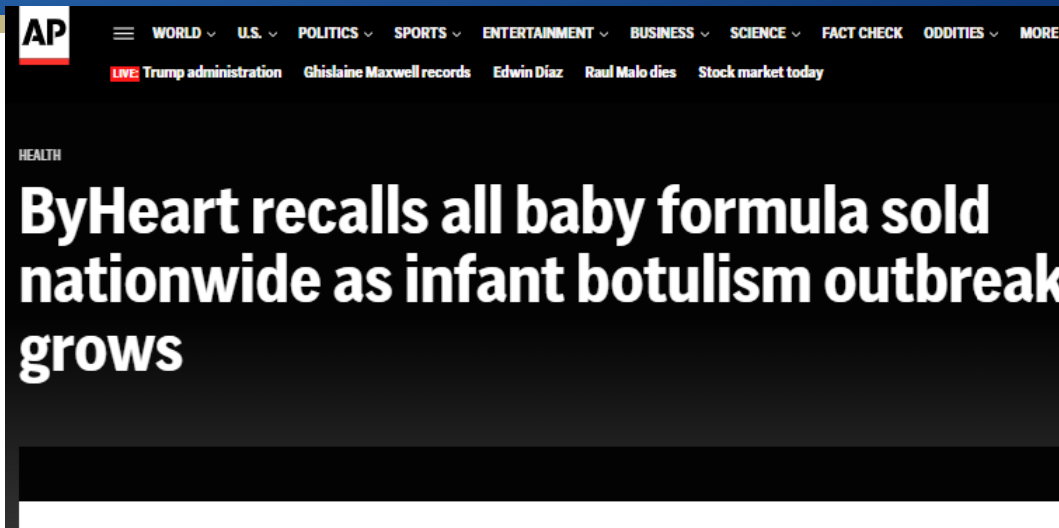 AP
WORLD U.S. POLITICS SPORTS ENTERTAINMENT BUSINESS SCIENCE FACT CHECK ODDITIES MORE
LIVE: Trump administration Ghislaine Maxwell records Edwin Díaz Raul Malo dies Stock market today
HEALTH
ByHeart recalls all baby formula sold
nationwide as infant botulism outbreak
grows